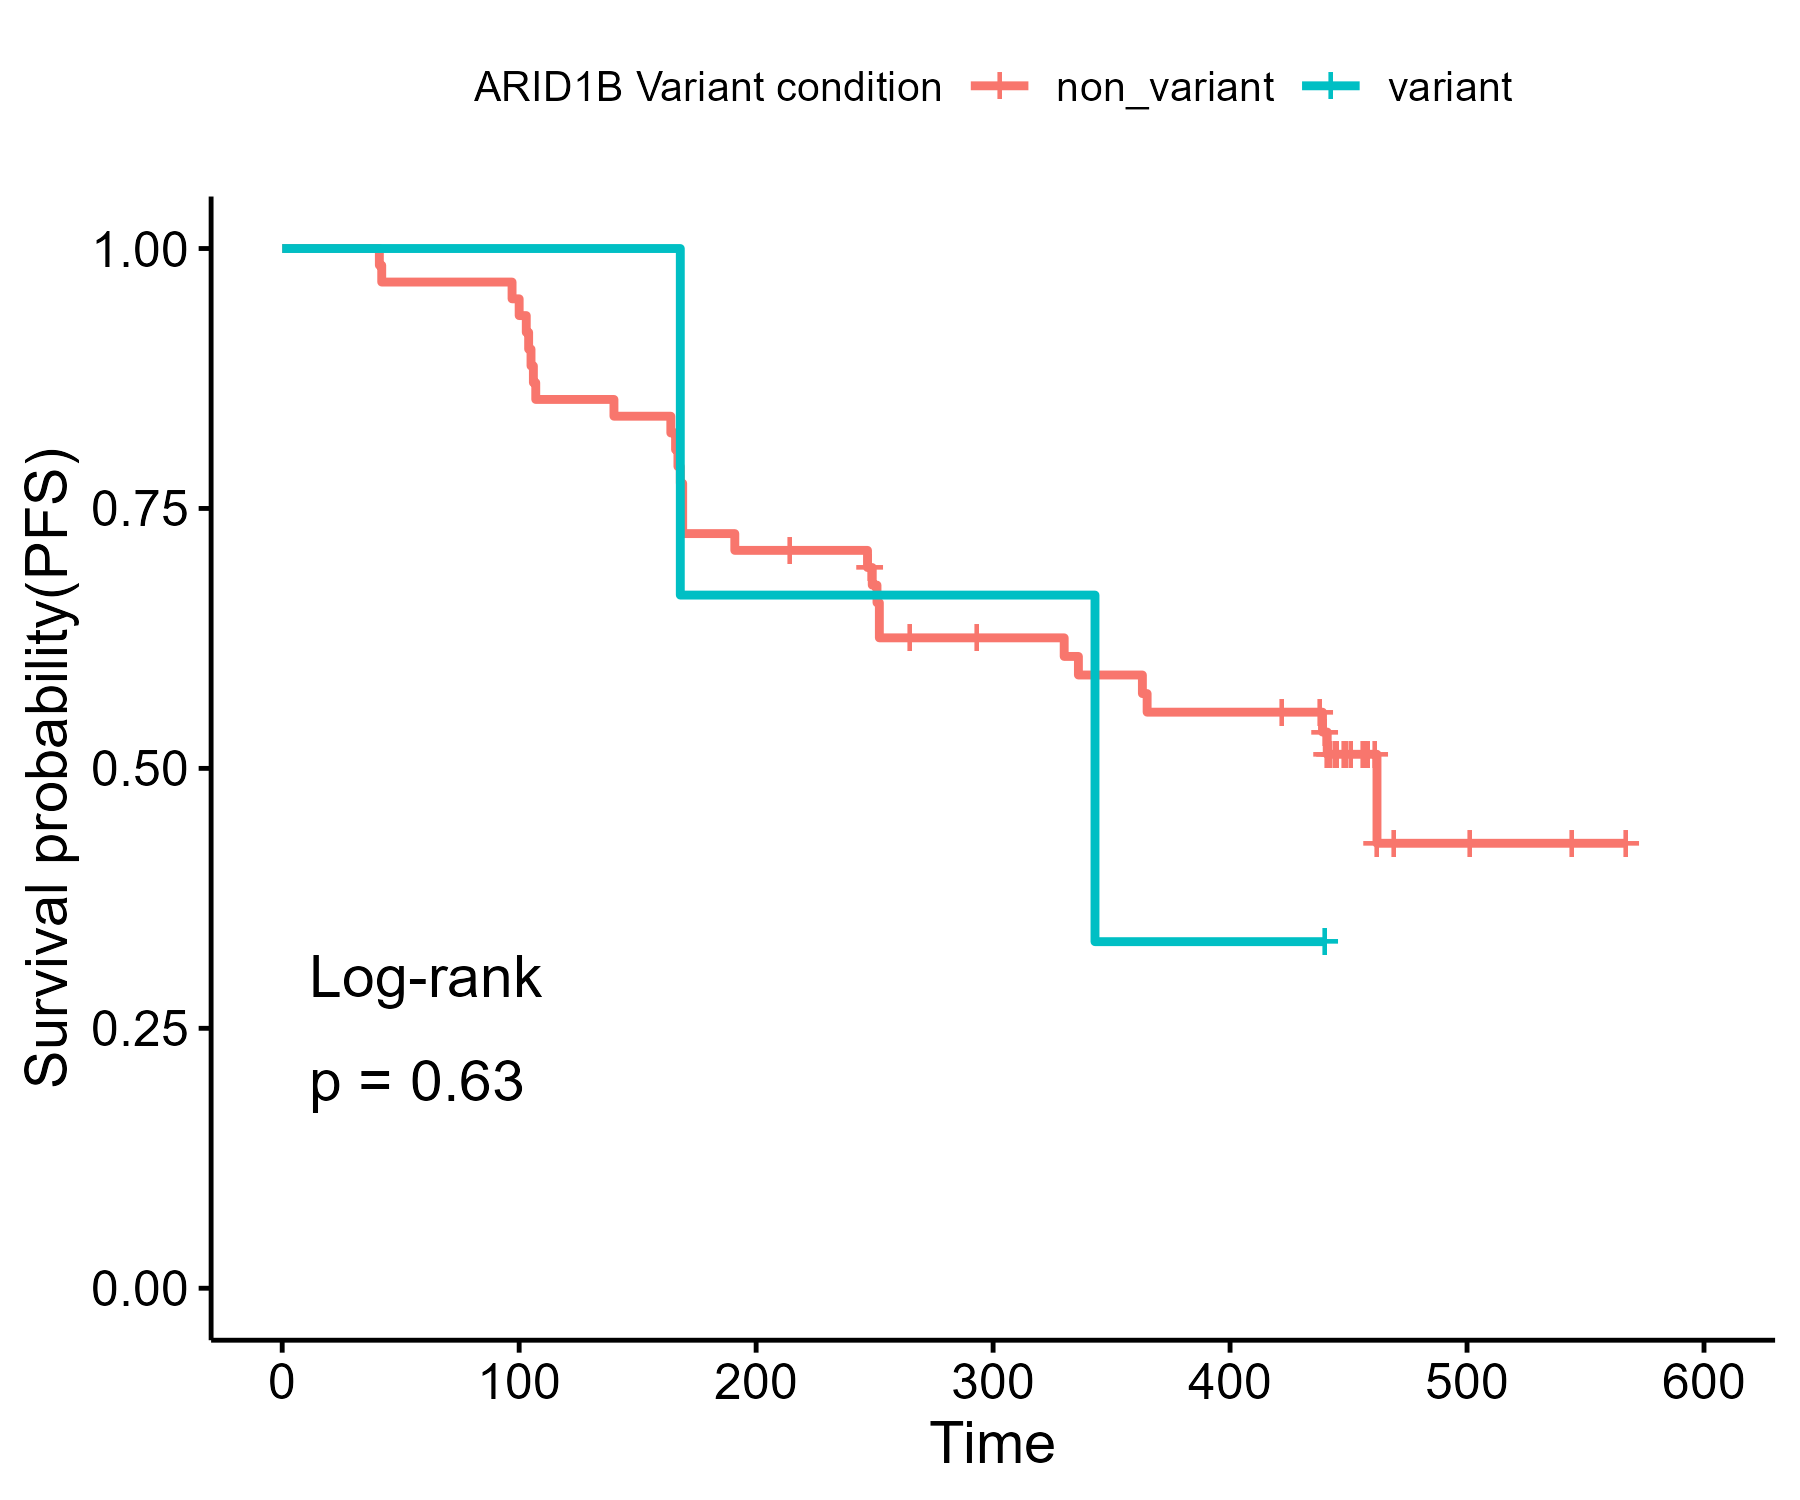 ARID1B Variant condition non_variant variant
Survival probability(PFS)
1.00
0.75
0.50
0.25
0.00
Log-rank
p = 0.63
0 100 200 300 400 500 600
Time